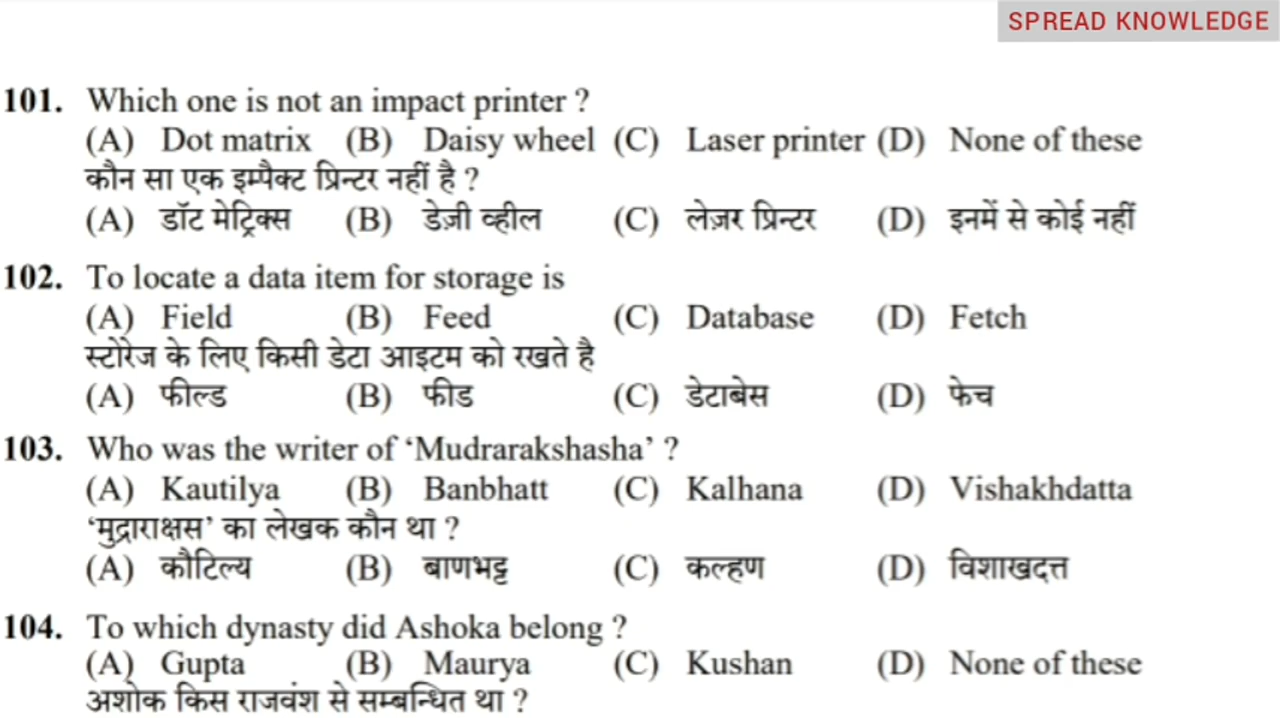 SPREAD KNOWLEDGE
101. Which one is not an impact printer ?
(A) Dot matrix (B) Daisy wheel (C) Laser printer (D) None of these
कौन सा एक इम्पैक्ट प्रिन्टर नहीं है ?
(A) डॉट मेट्रिक्स (B) डेज़ी व्हील (C) लेज़र प्रिन्टर (D) इनमें से कोई नहीं
102. To locate a data item for storage is
(A) Field (B) Feed (C) Database (D) Fetch
स्टोरेज के लिए किसी डेटा आइटम को रखते है
(A) फील्ड (B) फीड (C) डेटाबेस (D) फेच
103. Who was the writer of ‘Mudrarakshasha’ ?
(A) Kautilya (B) Banbhatt (C) Kalhana (D) Vishakhdatta
‘मुद्राराक्षस’ का लेखक कौन था ?
(A) कौटिल्य (B) बाणभट्ट (C) कल्हण (D) विशाखदत्त
104. To which dynasty did Ashoka belong ?
(A) Gupta (B) Maurya (C) Kushan (D) None of these
अशोक किस राजवंश से सम्बन्धित था ?